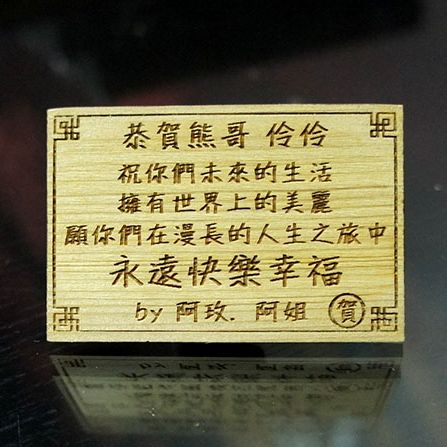 恭賀熊哥 伶伶
祝你們未來的生活
擁有世界上的美麗
願你們在漫長的人生之旅中
永遠快樂幸福
by 阿玫. 阿姐 賀